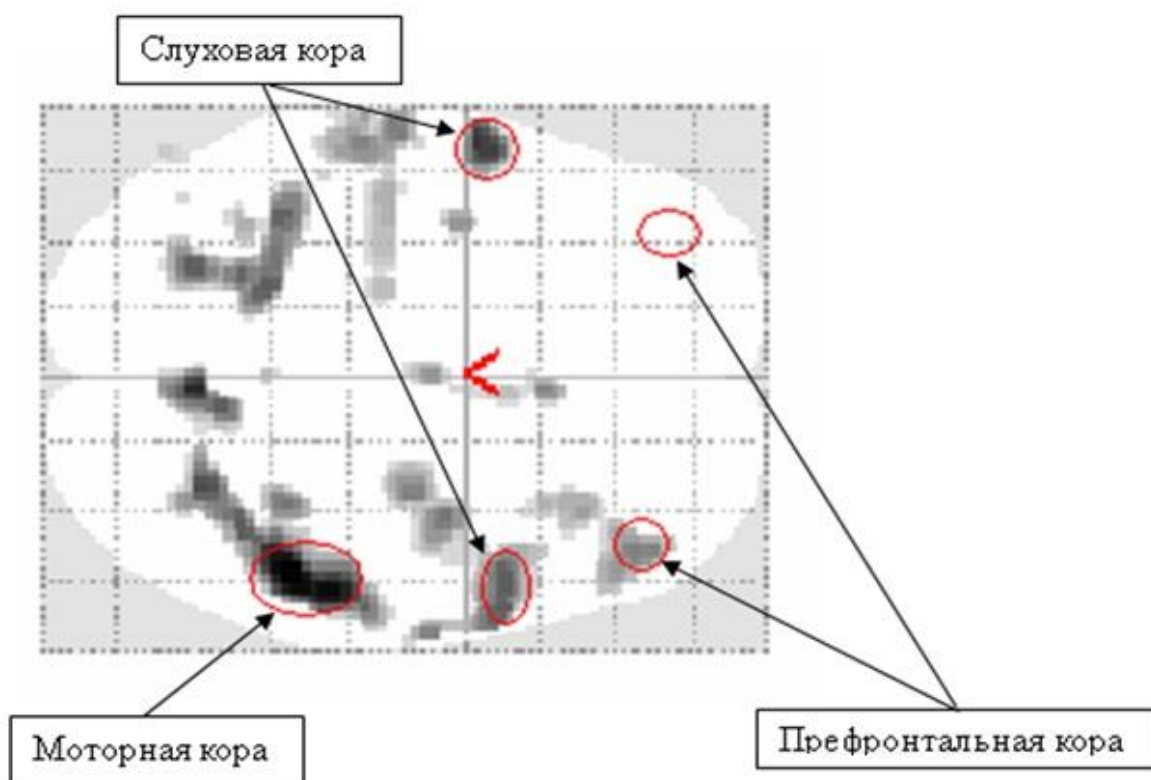 Слуховая кора
Моторная кора
Префронтальная кора